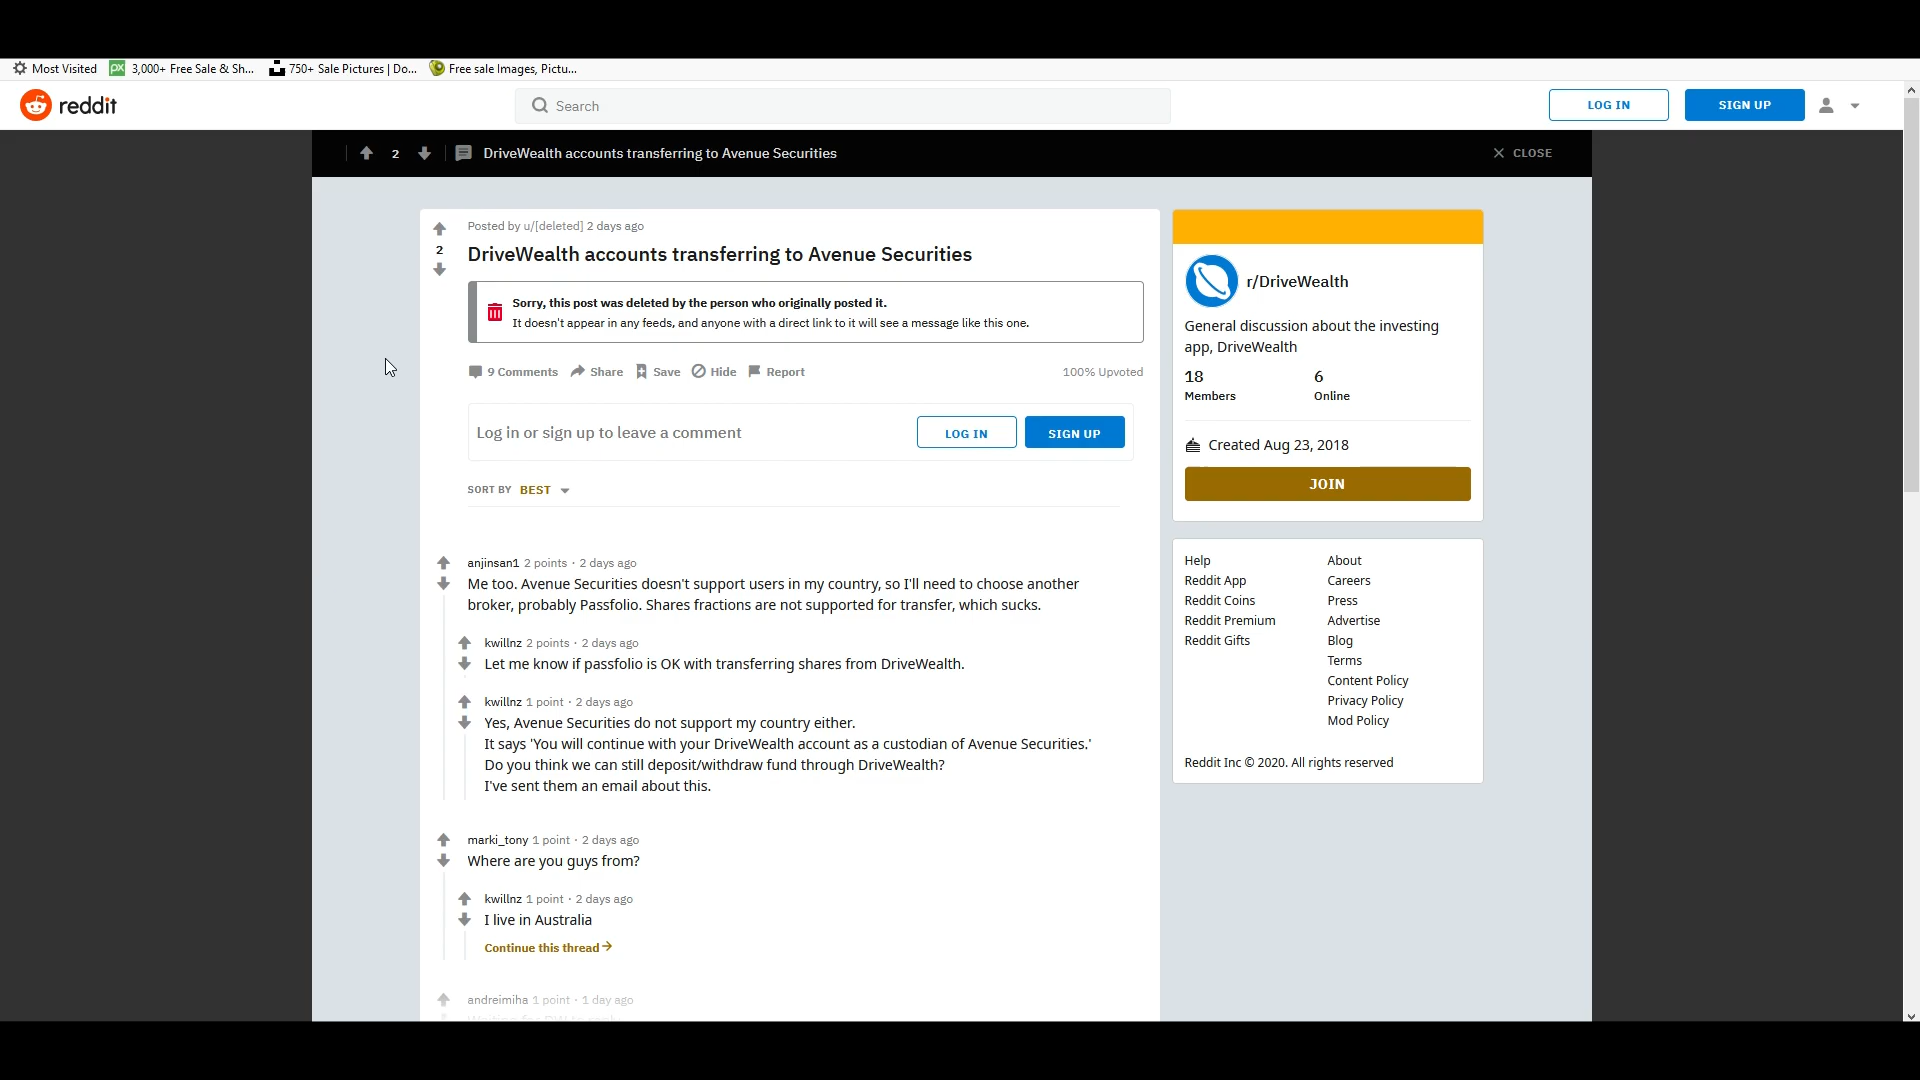 Most Visited
3,000+ Free Sale & Sh...
750+ Sale Pictures | Do...
Free sale Images, Pictu...
reddit
Search
LOG IN
SIGN UP
2
DriveWealth accounts transferring to Avenue Securities
CLOSE
Posted by u/[deleted] 2 days ago
2
DriveWealth accounts transferring to Avenue Securities
Sorry, this post was deleted by the person who originally posted it.
It doesn't appear in any feeds, and anyone with a direct link to it will see a message like this one.
9 Comments
Share
Save
Hide
Report
100% Upvoted
Log in or sign up to leave a comment
LOG IN
SIGN UP
SORT BY BEST
anjinsan1 2 points · 2 days ago
Me too. Avenue Securities doesn't support users in my country, so I'll need to choose another
broker, probably Passfolio. Shares fractions are not supported for transfer, which sucks.
kwillnz 2 points · 2 days ago
Let me know if passfolio is OK with transferring shares from DriveWealth.
kwillnz 1 point · 2 days ago
Yes, Avenue Securities do not support my country either.
It says 'You will continue with your DriveWealth account as a custodian of Avenue Securities.'
Do you think we can still deposit/withdraw fund through DriveWealth?
I've sent them an email about this.
marki_tony 1 point · 2 days ago
Where are you guys from?
kwillnz 1 point · 2 days ago
I live in Australia
Continue this thread
andreimiha 1 point · 1 day ago
r/DriveWealth
General discussion about the investing
app, DriveWealth
18
Members
6
Online
Created Aug 23, 2018
JOIN
Help
Reddit App
Reddit Coins
Reddit Premium
Reddit Gifts
About
Careers
Press
Advertise
Blog
Terms
Content Policy
Privacy Policy
Mod Policy
Reddit Inc © 2020. All rights reserved